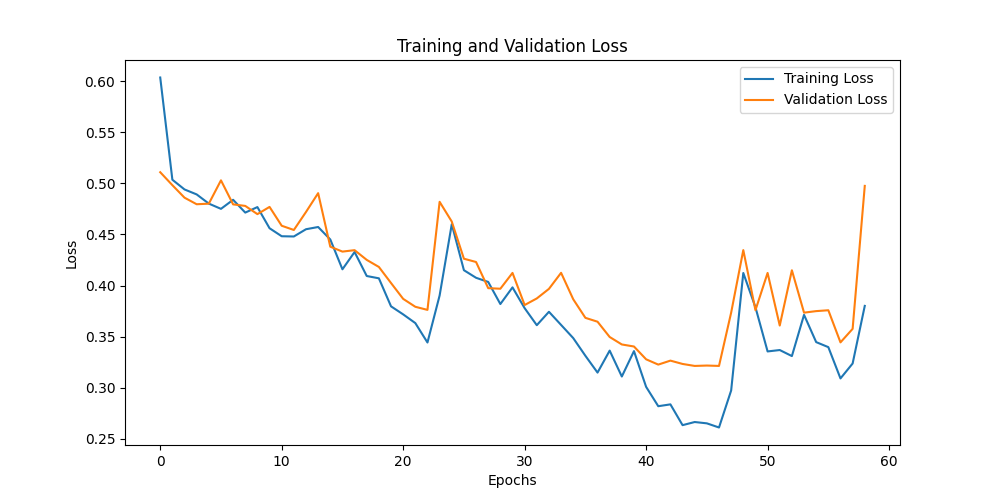 Training and Validation Loss
Training Loss
Validation Loss
0.60
0.55
0.50
0.45
0.40
0.35
0.30
0.25
Loss
0 10 20 30 40 50 60
Epochs